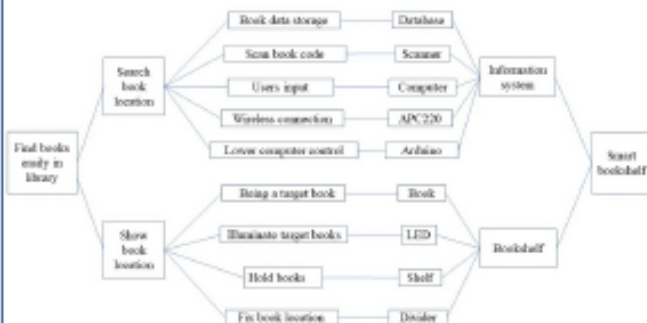 Find books
easily in
library
Search
book
location
Show
book
location
Book data storage
Scan book code
Users input
Wireless connection
Lower computer control
Being a target book
Illuminate target books
Hold books
Fix book location
Database
Scanner
Computer
APC220
Arduino
Book
LED
Shelf
Divider
Information
system
Bookshelf
Smart
bookshelf